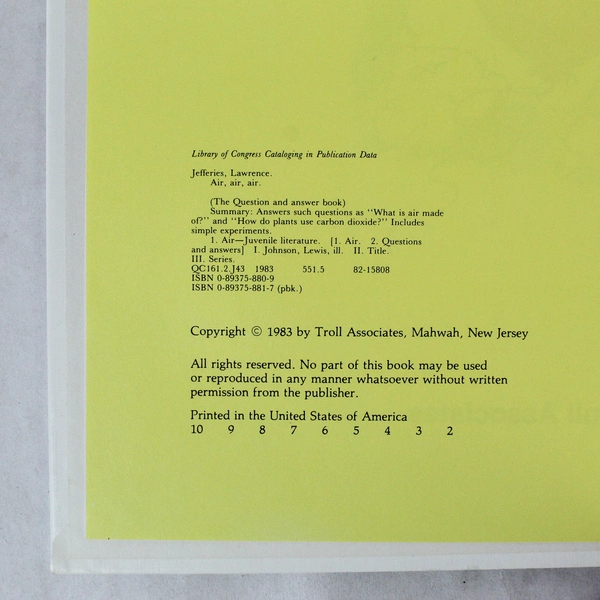 Library of Congress Cataloging in Publication Data
Jefferies, Lawrence.
Air, air, air.
(The Question and answer book)
Summary: Answers such questions as "What is air made
of?" and "How do plants use carbon dioxide?" Includes
simple experiments.
1. Air—Juvenile literature. [1. Air. 2. Questions
and answers] I. Johnson, Lewis, ill. II. Title.
III. Series.
QC161.2.J43 1983 551.5 82-15808
ISBN 0-89375-880-9
ISBN 0-89375-881-7 (pbk.)
Copyright © 1983 by Troll Associates, Mahwah, New Jersey
All rights reserved. No part of this book may be used
or reproduced in any manner whatsoever without written
permission from the publisher.
Printed in the United States of America
10 9 8 7 6 5 4 3 2